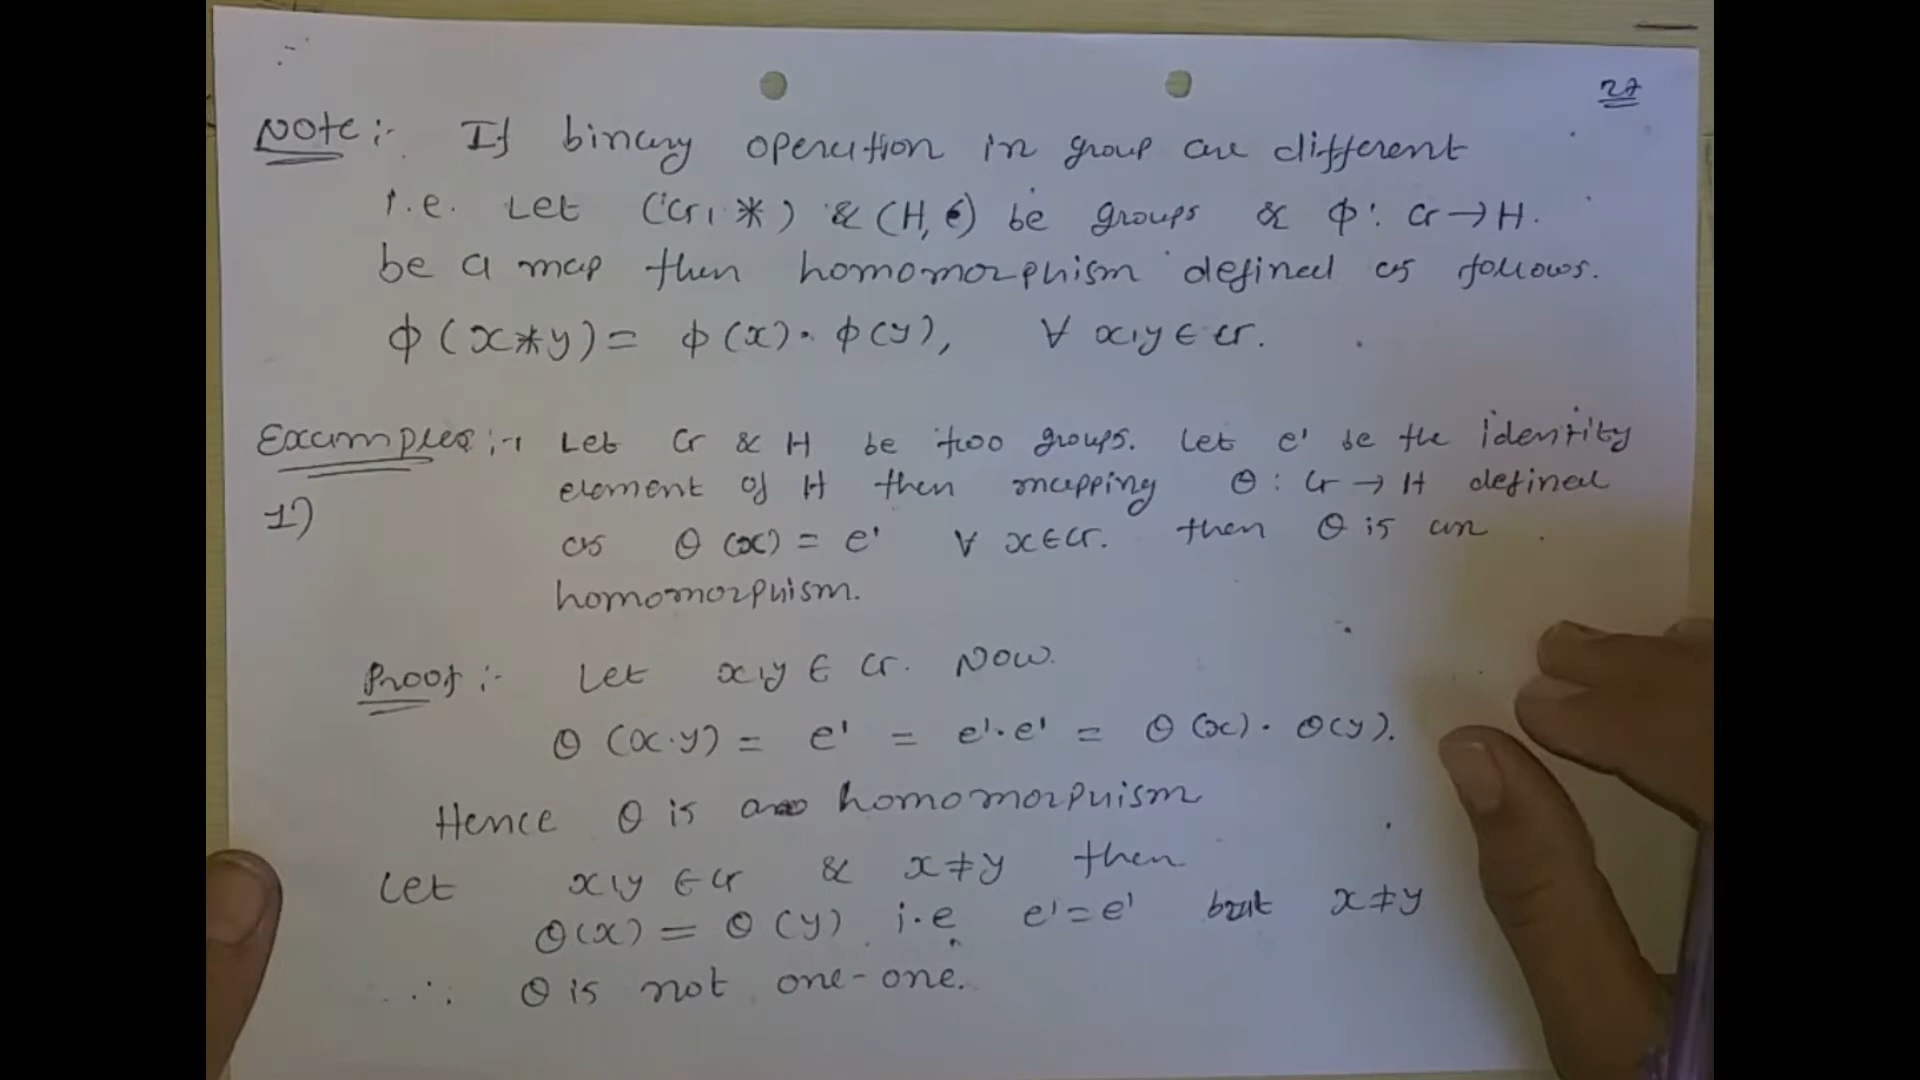 27
Note:- If binary operation in group are different
i.e. Let (G, *) & (H, •) be groups & Φ: G→H.
be a map then homomorphism defined as follows.
Φ(x*y) = Φ(x)·Φ(y), ∀ x,y ∈ G.
Examples:- Let G & H be two groups. Let e' be the identity
1) element of H then mapping θ: G→H defined
as θ(x) = e' ∀ x∈G. then θ is an
homomorphism.
Proof:- Let x,y ∈ G. Now.
θ(x·y) = e' = e'·e' = θ(x)·θ(y).
Hence θ is a homomorphism
Let x,y ∈ G & x≠y then
θ(x) = θ(y) i.e e'=e' but x≠y
∴ θ is not one-one.